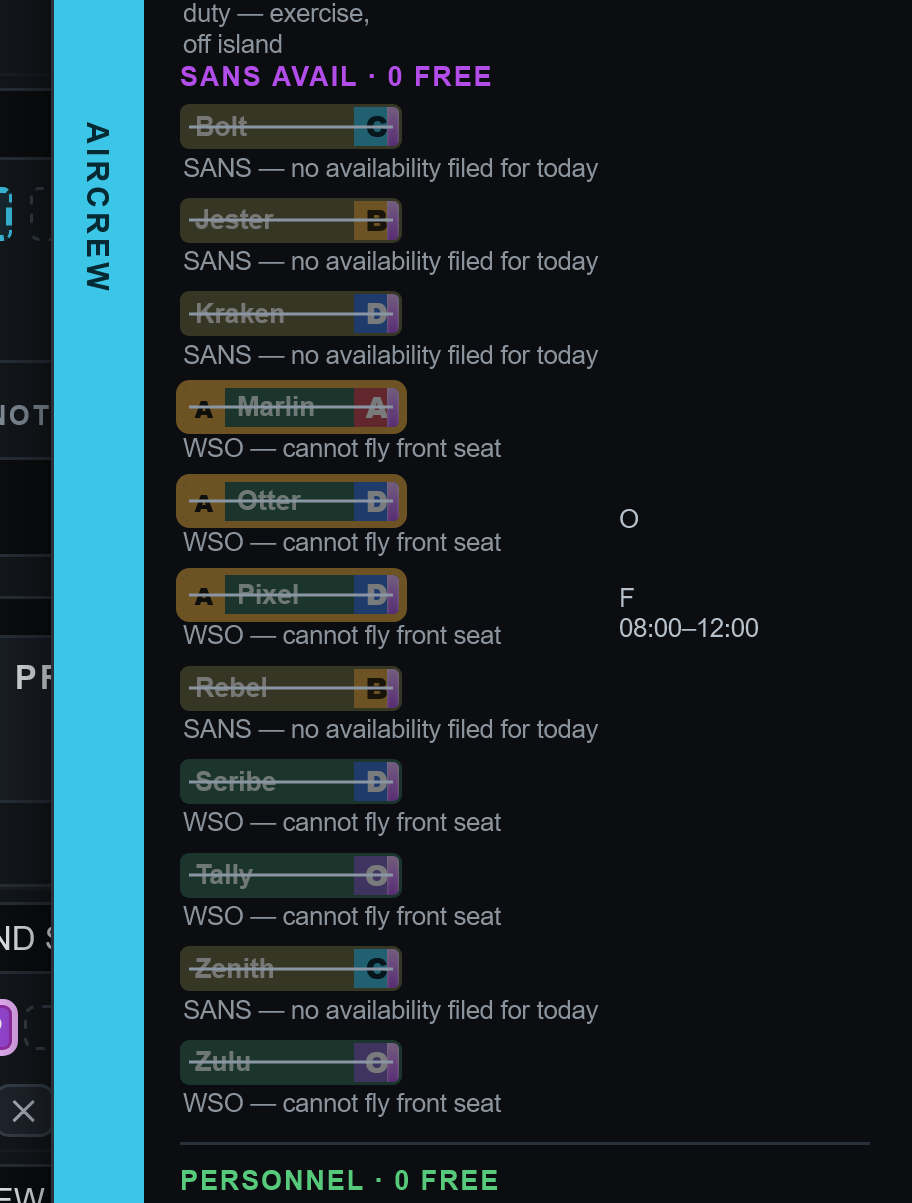 duty — exercise,
off island
SANS AVAIL · 0 FREE
AIRCREW
Bolt C
SANS — no availability filed for today
Jester B
SANS — no availability filed for today
Kraken D
SANS — no availability filed for today
A Marlin A
WSO — cannot fly front seat
NOT
A Otter D
WSO — cannot fly front seat
O
A Pixel D
WSO — cannot fly front seat
F
08:00–12:00
PR
Rebel B
SANS — no availability filed for today
Scribe D
WSO — cannot fly front seat
Tally O
WSO — cannot fly front seat
ND S
Zenith C
SANS — no availability filed for today
Zulu O
WSO — cannot fly front seat
PERSONNEL · 0 FREE
EW